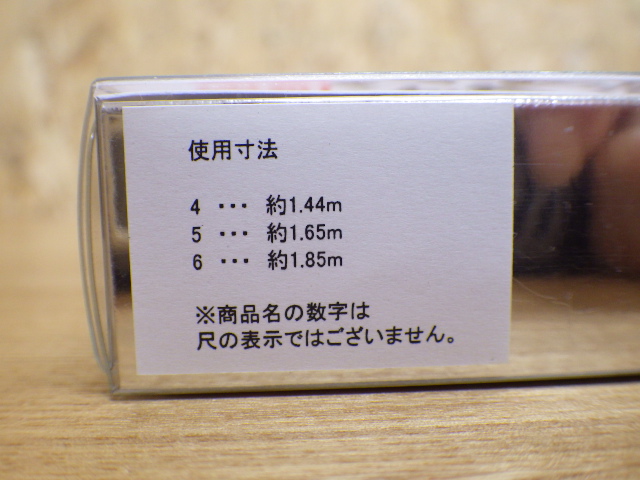 使用寸法
4 ･･･ 約1.44m
5 ･･･ 約1.65m
6 ･･･ 約1.85m
※商品名の数字は
尺の表示ではございません。